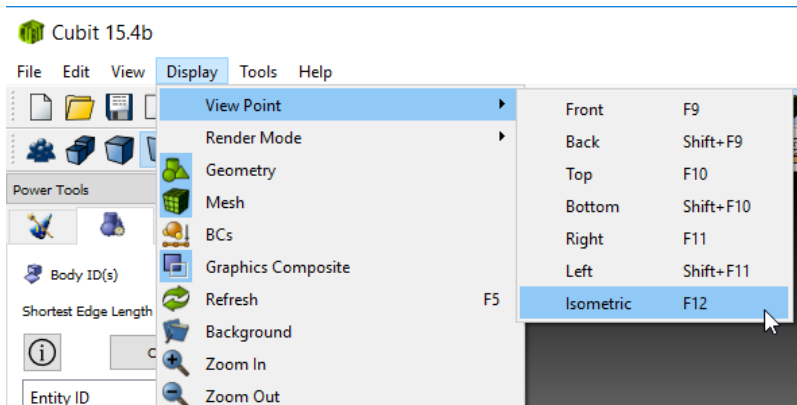 Cubit 15.4b
File Edit View Display Tools Help
View Point
Render Mode
Geometry
Mesh
BCs
Graphics Composite
Refresh F5
Background
Zoom In
Zoom Out
Front F9
Back Shift+F9
Top F10
Bottom Shift+F10
Right F11
Left Shift+F11
Isometric F12
Power Tools
Body ID(s)
Shortest Edge Length
Entity ID